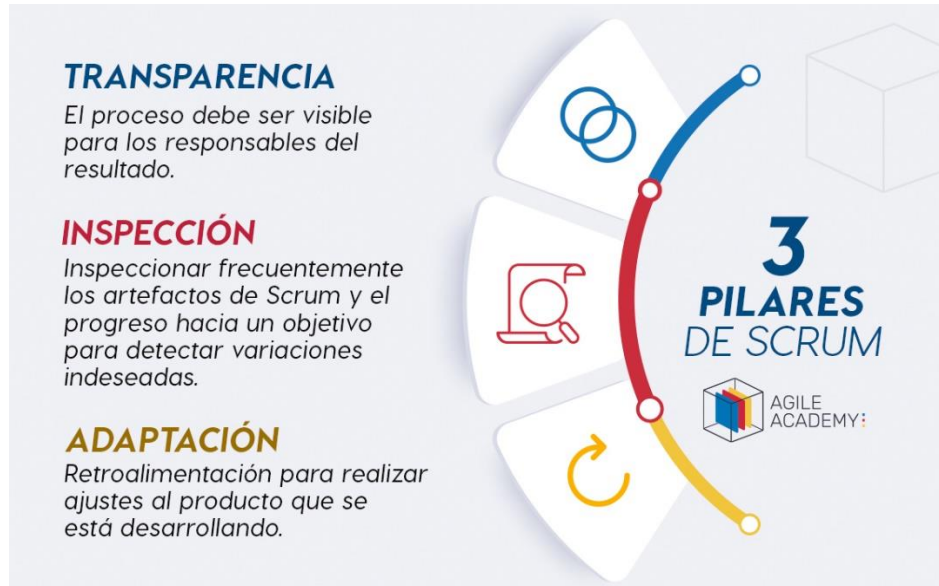 TRANSPARENCIA
El proceso debe ser visible
para los responsables del
resultado.
INSPECCIÓN
Inspeccionar frecuentemente
los artefactos de Scrum y el
progreso hacia un objetivo
para detectar variaciones
indeseadas.
ADAPTACIÓN
Retroalimentación para realizar
ajustes al producto que se
está desarrollando.
3
PILARES
DE SCRUM
AGILE
ACADEMY